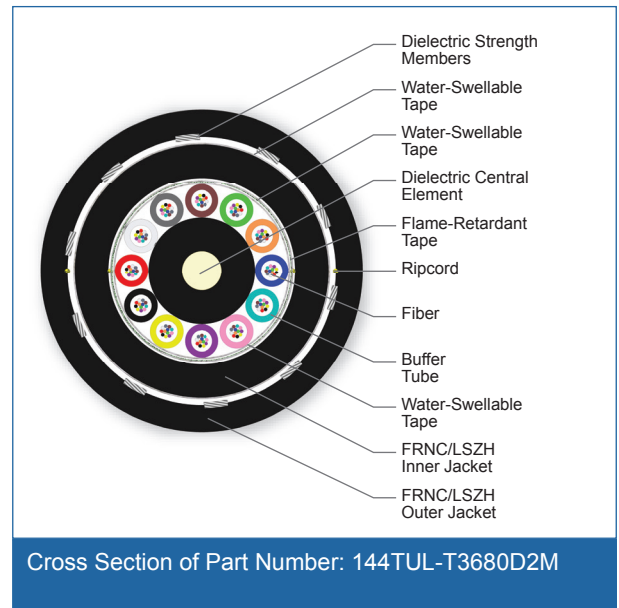 Dielectric Strength
Members
Water-Swellable
Tape
Water-Swellable
Tape
Dielectric Central
Element
Flame-Retardant
Tape
Ripcord
Fiber
Buffer
Tube
Water-Swellable
Tape
FRNC/LSZH
Inner Jacket
FRNC/LSZH
Outer Jacket
Cross Section of Part Number: 144TUL-T3680D2M